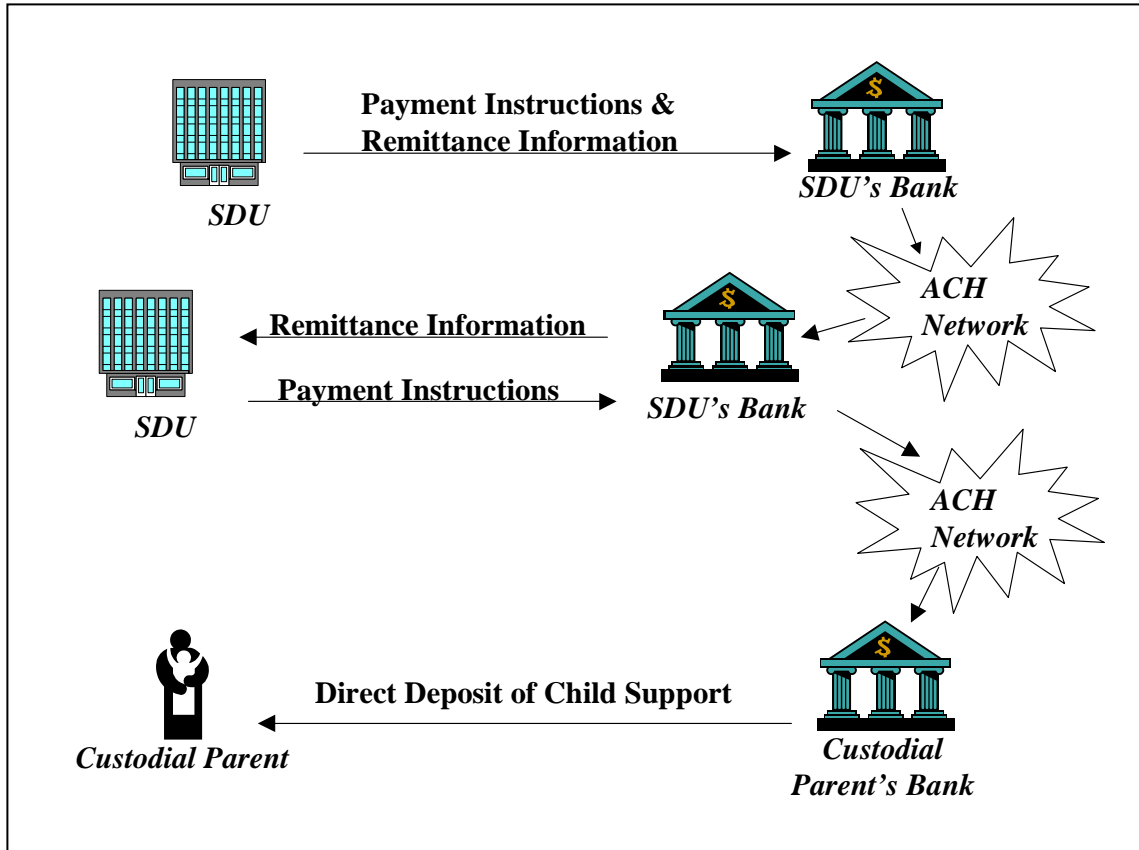 Payment Instructions &
Remittance Information
SDU
SDU's Bank
ACH
Network
Remittance Information
Payment Instructions
SDU
SDU's Bank
ACH
Network
Direct Deposit of Child Support
Custodial Parent
Custodial
Parent's Bank
$
$
$